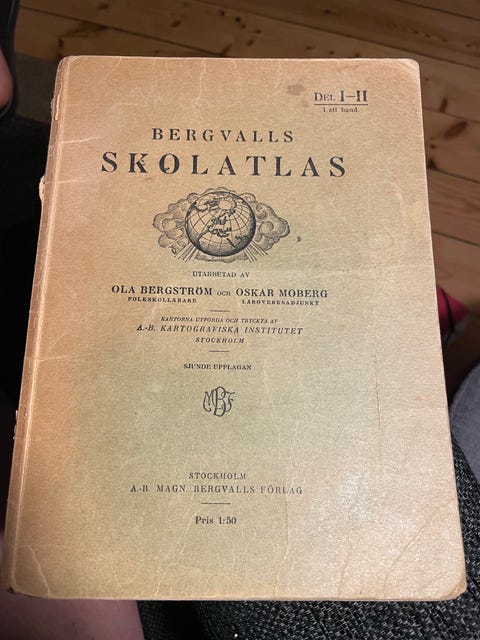 DEL I–II
i ett band.
BERGVALLS
SKOLATLAS
UTARBETAD AV
OLA BERGSTRÖM OCH OSKAR MOBERG
FOLKSKOLLÄRARE LÄROVERKSADJUNKT
KARTORNA UTFÖRDA OCH TRYCKTA AV
A.-B. KARTOGRAFISKA INSTITUTET
STOCKHOLM
SJUNDE UPPLAGAN
MBF
STOCKHOLM
A.-B. MAGN. BERGVALLS FÖRLAG
Pris 1:50